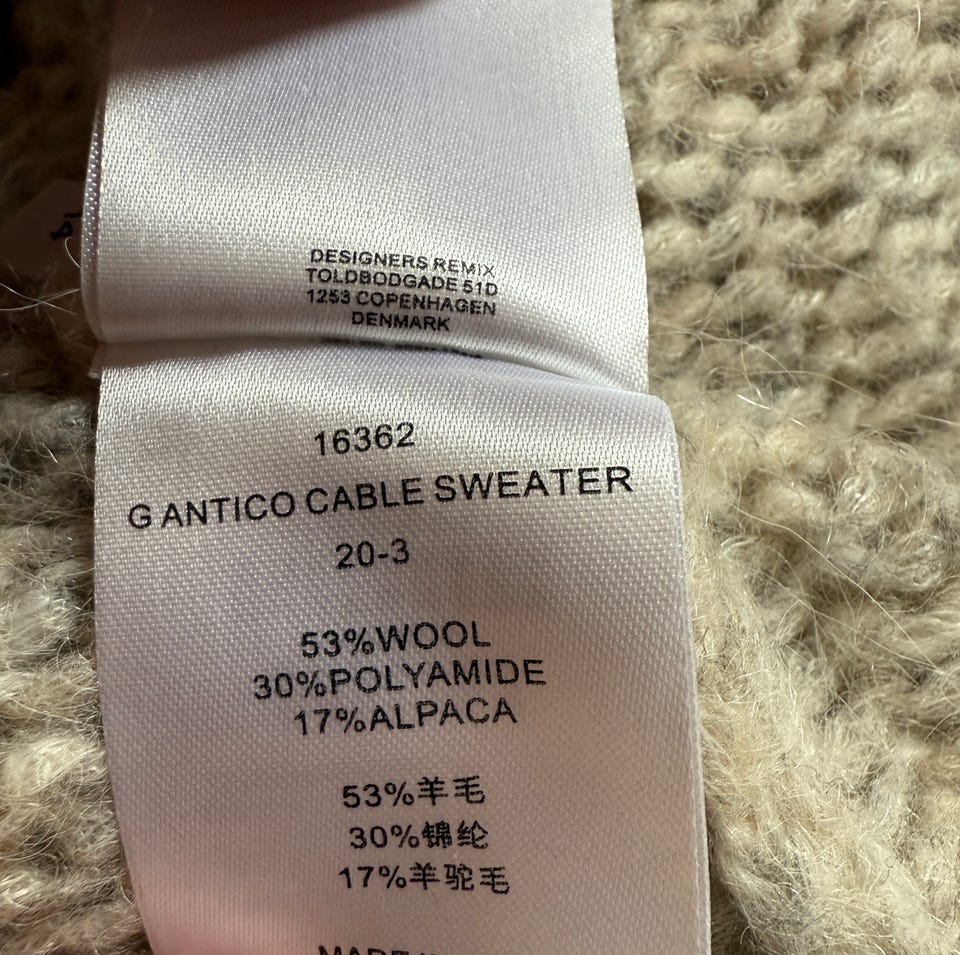 DESIGNERS REMIX
TOLDBODGADE 51D
1253 COPENHAGEN
DENMARK
16362
G ANTICO CABLE SWEATER
20-3
53%WOOL
30%POLYAMIDE
17%ALPACA
53%羊毛
30%锦纶
17%羊驼毛
MADE